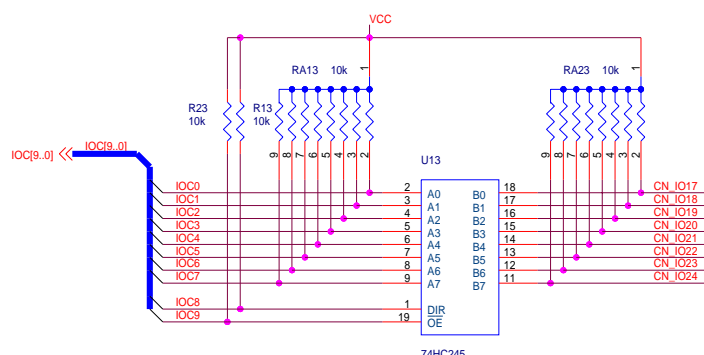 VCC
RA13 10k
1
RA23 10k
1
R23
10k
R13
10k
9 8 7 6 5 4 3 2
9 8 7 6 5 4 3 2
IOC[9..0]
IOC[9..0]
U13
IOC0 2 A0 B0 18 CN_IO17
IOC1 3 A1 B1 17 CN_IO18
IOC2 4 A2 B2 16 CN_IO19
IOC3 5 A3 B3 15 CN_IO20
IOC4 6 A4 B4 14 CN_IO21
IOC5 7 A5 B5 13 CN_IO22
IOC6 8 A6 B6 12 CN_IO23
IOC7 9 A7 B7 11 CN_IO24
IOC8 1 DIR
IOC9 19 OE
74HC245